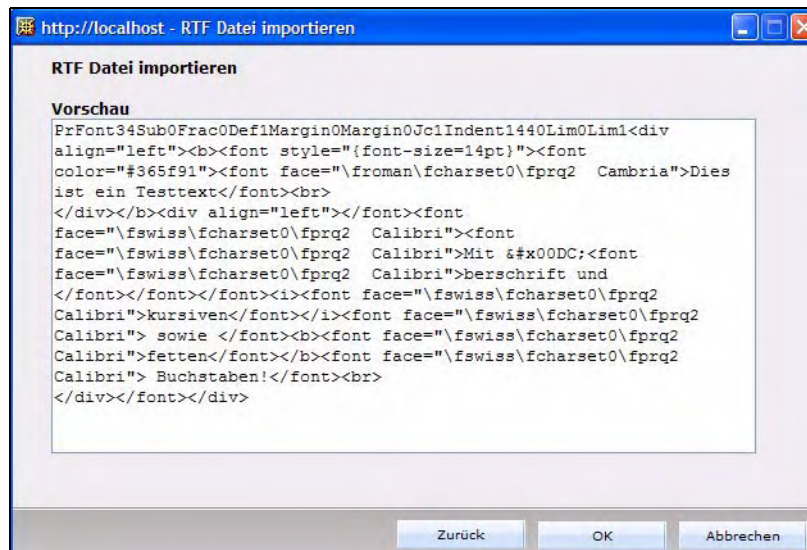 http://localhost - RTF Datei importieren
RTF Datei importieren
Vorschau
PrFont34Sub0Frac0Def1Margin0Margin0Jc1Indent1440Lim0Lim1<div
align="left"><b><font style="{font-size=14pt}"><font
color="#365f91"><font face="\froman\fcharset0\fprq2  Cambria">Dies
ist ein Testtext</font><br>
</div></b><div align="left"></font><font
face="\fswiss\fcharset0\fprq2  Calibri"><font
face="\fswiss\fcharset0\fprq2  Calibri">Mit &#x00DC;<font
face="\fswiss\fcharset0\fprq2  Calibri">berschrift und
</font></font></font><i><font face="\fswiss\fcharset0\fprq2
Calibri">kursiven</font></i><font face="\fswiss\fcharset0\fprq2
Calibri"> sowie </font><b><font face="\fswiss\fcharset0\fprq2
Calibri">fetten</font></b><font face="\fswiss\fcharset0\fprq2
Calibri"> Buchstaben!</font><br>
</div></font></div>
Zurück OK Abbrechen